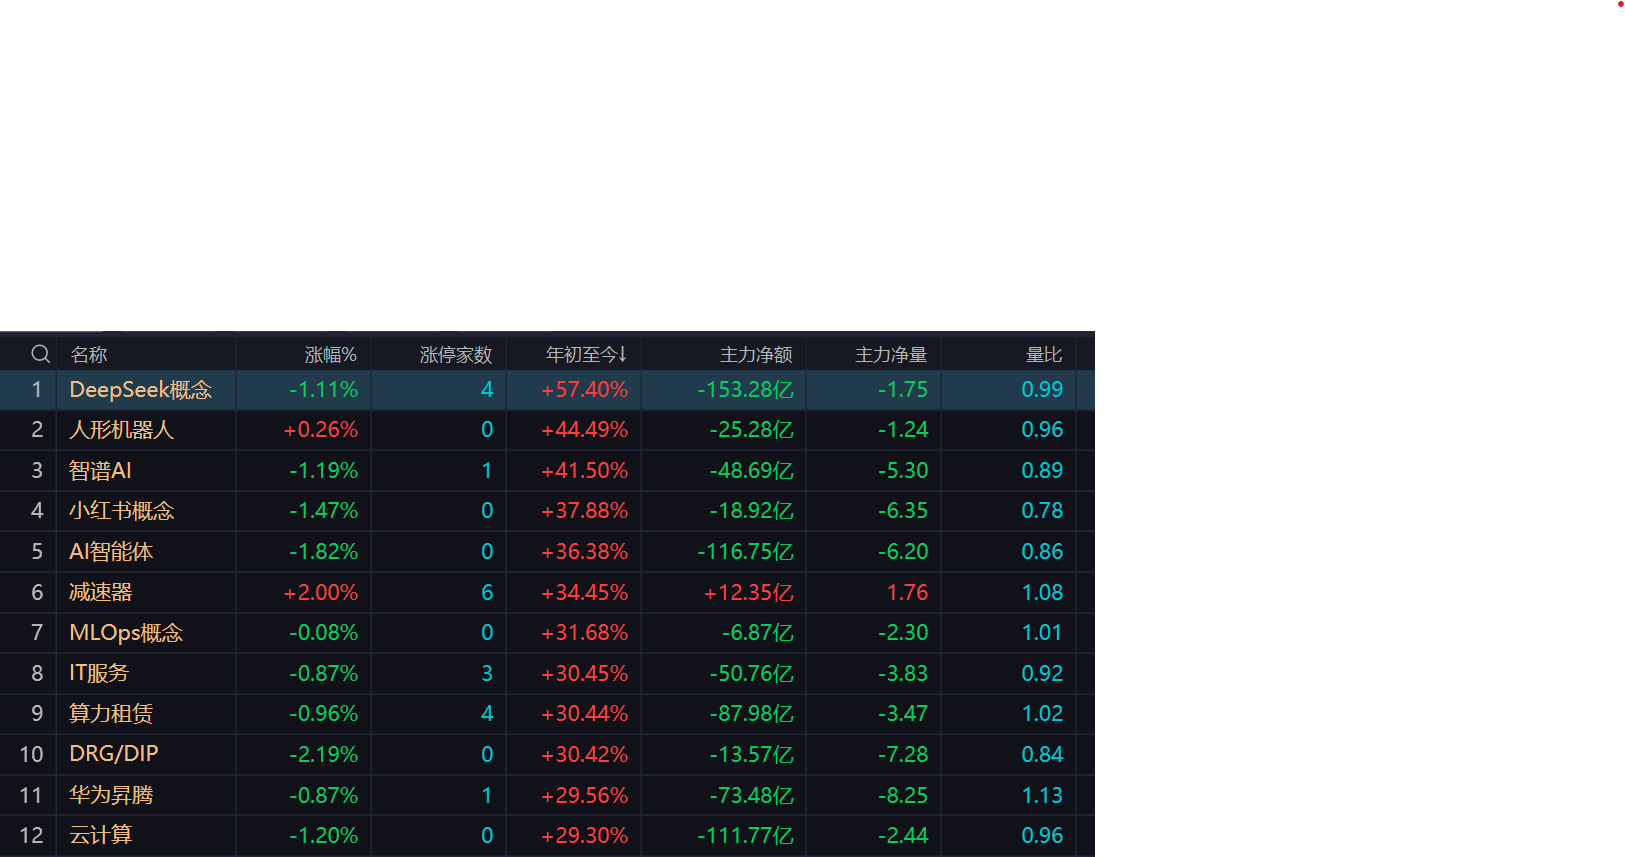 名称 涨幅% 涨停家数 年初至今↓ 主力净额 主力净量 量比
1 DeepSeek概念 -1.11% 4 +57.40% -153.28亿 -1.75 0.99
2 人形机器人 +0.26% 0 +44.49% -25.28亿 -1.24 0.96
3 智谱AI -1.19% 1 +41.50% -48.69亿 -5.30 0.89
4 小红书概念 -1.47% 0 +37.88% -18.92亿 -6.35 0.78
5 AI智能体 -1.82% 0 +36.38% -116.75亿 -6.20 0.86
6 减速器 +2.00% 6 +34.45% +12.35亿 1.76 1.08
7 MLOps概念 -0.08% 0 +31.68% -6.87亿 -2.30 1.01
8 IT服务 -0.87% 3 +30.45% -50.76亿 -3.83 0.92
9 算力租赁 -0.96% 4 +30.44% -87.98亿 -3.47 1.02
10 DRG/DIP -2.19% 0 +30.42% -13.57亿 -7.28 0.84
11 华为昇腾 -0.87% 1 +29.56% -73.48亿 -8.25 1.13
12 云计算 -1.20% 0 +29.30% -111.77亿 -2.44 0.96